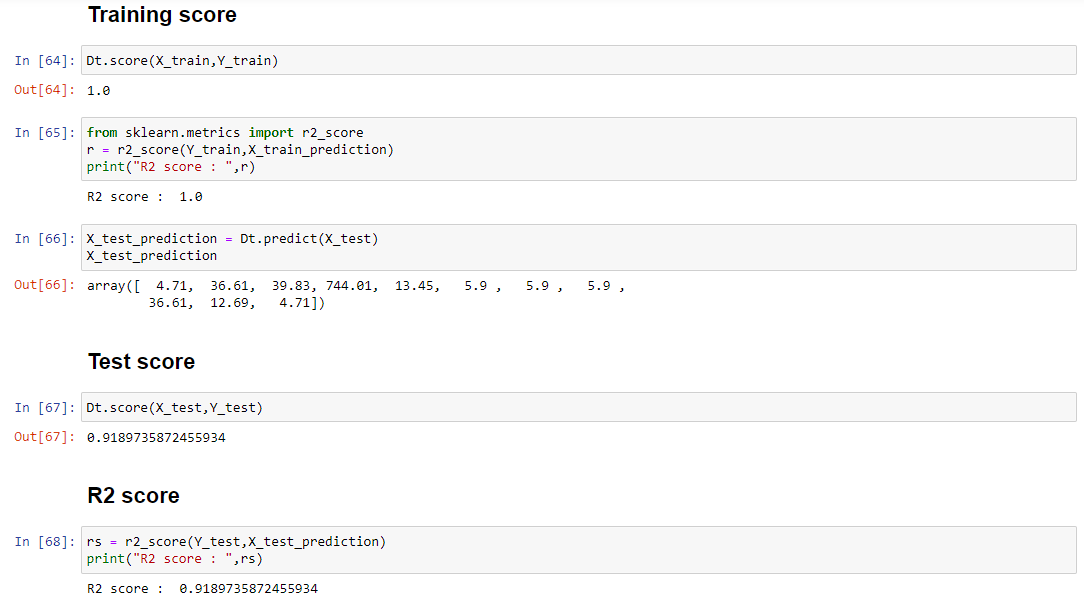 Training score
In [64]: Dt.score(X_train,Y_train)
Out[64]: 1.0
In [65]: from sklearn.metrics import r2_score
r = r2_score(Y_train,X_train_prediction)
print("R2 score : ",r)
R2 score :  1.0
In [66]: X_test_prediction = Dt.predict(X_test)
X_test_prediction
Out[66]: array([  4.71,  36.61,  39.83, 744.01,  13.45,   5.9 ,   5.9 ,   5.9 ,
36.61,  12.69,   4.71])
Test score
In [67]: Dt.score(X_test,Y_test)
Out[67]: 0.9189735872455934
R2 score
In [68]: rs = r2_score(Y_test,X_test_prediction)
print("R2 score : ",rs)
R2 score :  0.9189735872455934